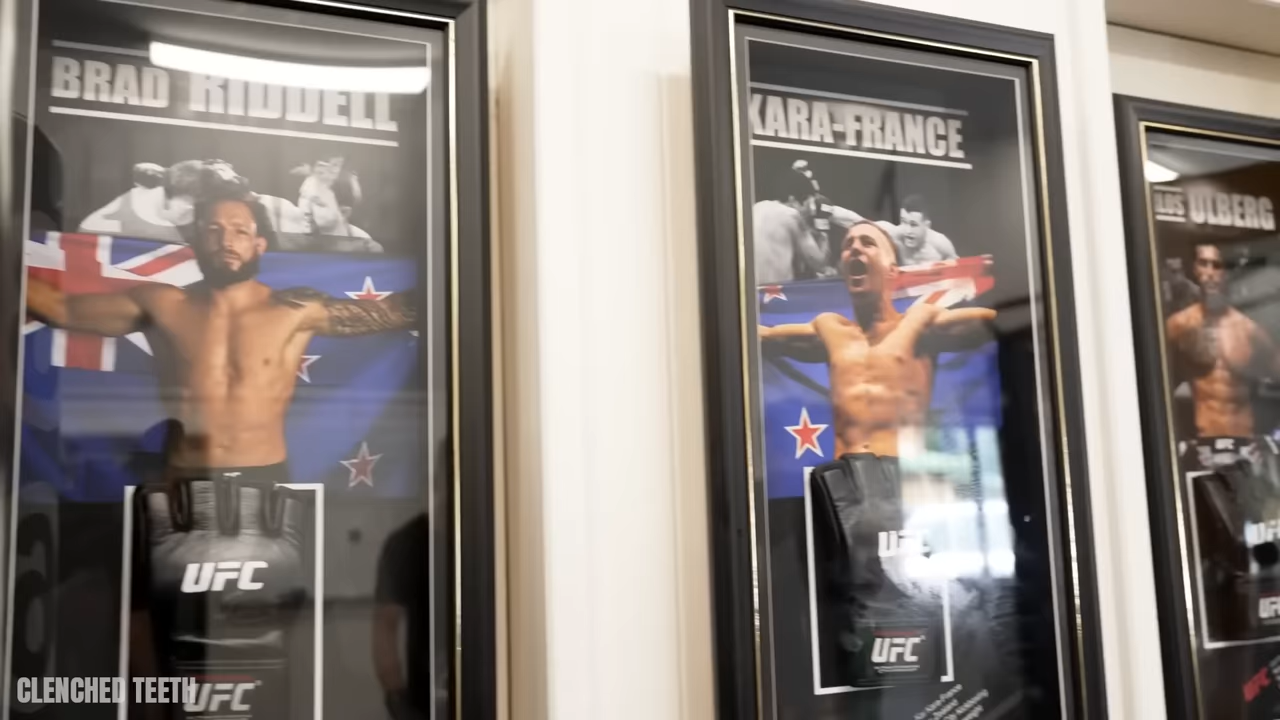 BRAD RIDDELL
KARA-FRANCE
LOS ULBERG
UFC
UFC
UFC
UFC
UFC
UFC
CLENCHED TEETH